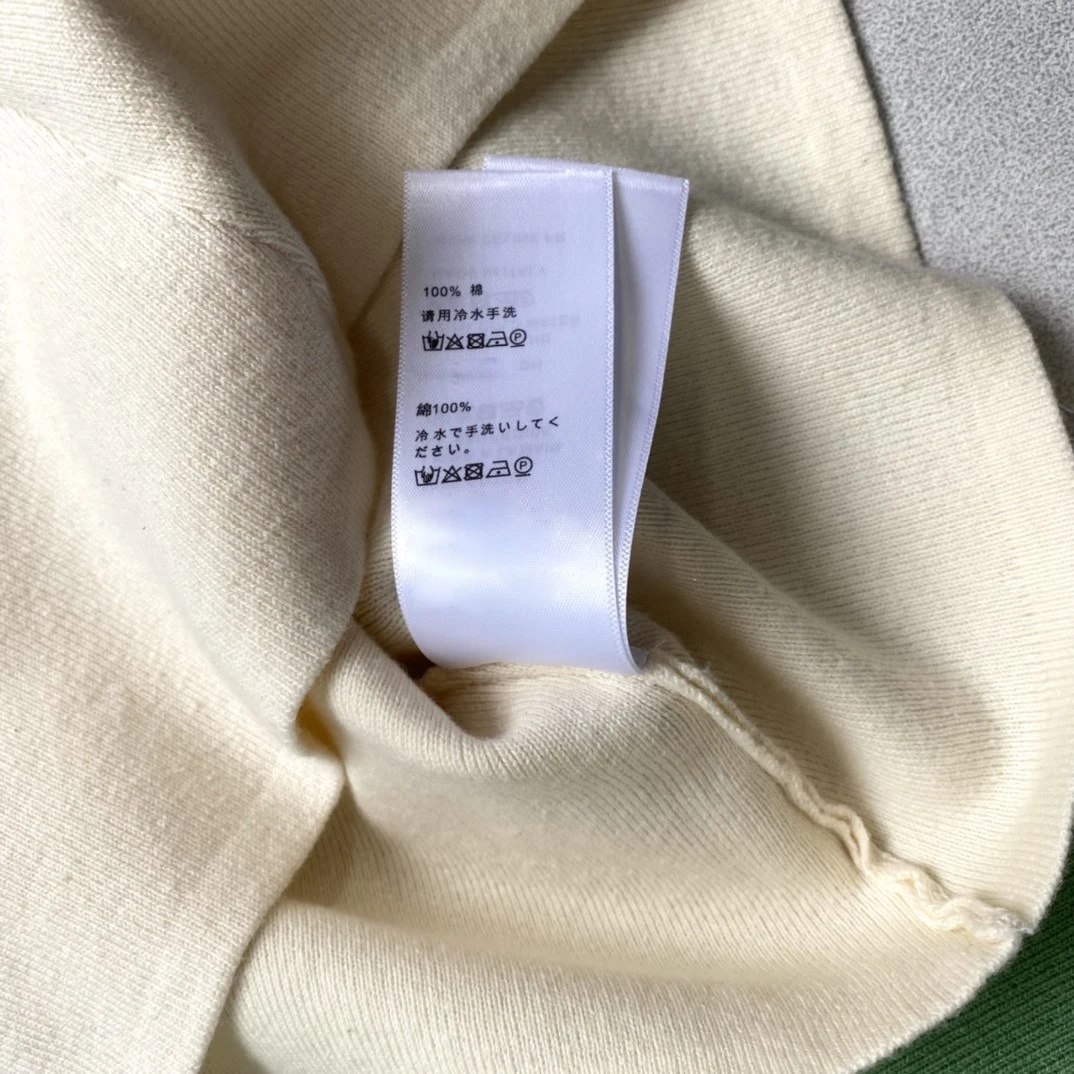 100% 棉
请用冷水手洗
P
綿100%
冷水で手洗いしてく
ださい。
P